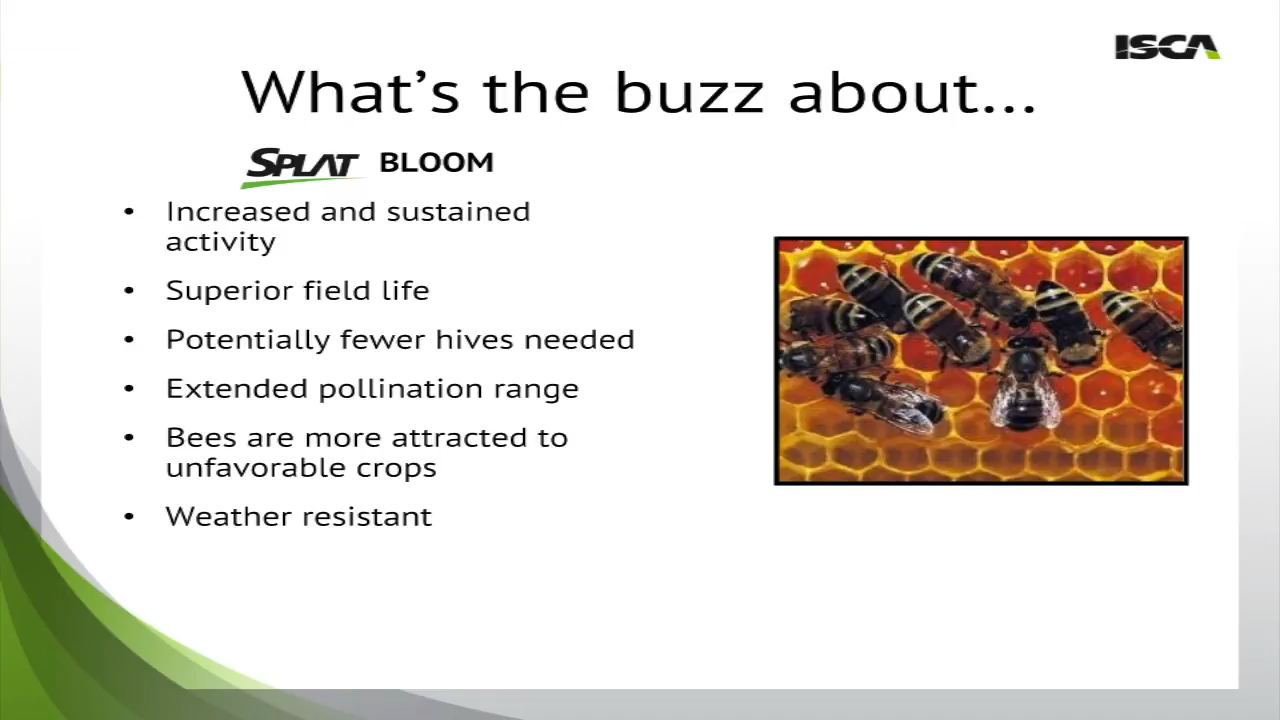 ISCA
What's the buzz about...
SPLAT BLOOM
• Increased and sustained
activity
• Superior field life
• Potentially fewer hives needed
• Extended pollination range
• Bees are more attracted to
unfavorable crops
• Weather resistant